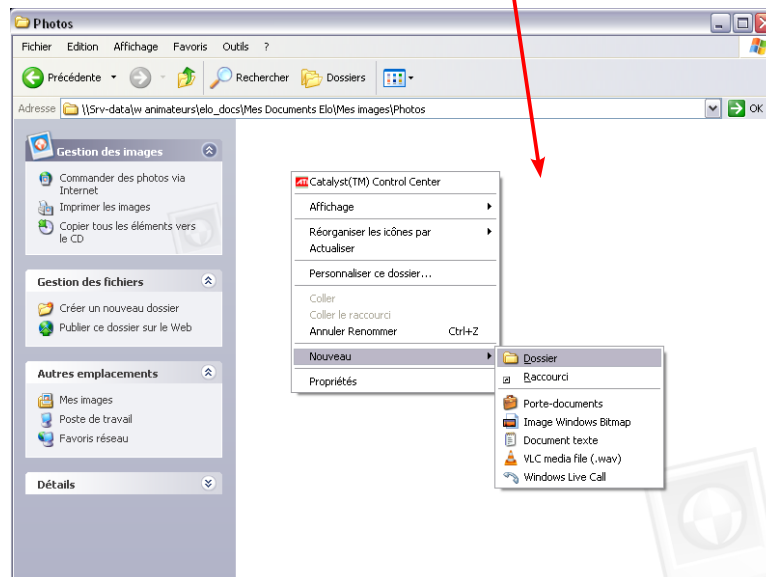 Photos
Fichier Edition Affichage Favoris Outils ?
Précédente Rechercher Dossiers
Adresse \\Srv-data\w animateurs\elo_docs\Mes Documents Elo\Mes images\Photos OK
Gestion des images
Commander des photos via
Internet
Imprimer les images
Copier tous les éléments vers
le CD
Gestion des fichiers
Créer un nouveau dossier
Publier ce dossier sur le Web
Autres emplacements
Mes images
Poste de travail
Favoris réseau
Détails
ATI Catalyst(TM) Control Center
Affichage
Réorganiser les icônes par
Actualiser
Personnaliser ce dossier...
Coller
Coller le raccourci
Annuler Renommer Ctrl+Z
Nouveau
Propriétés
Dossier
Raccourci
Porte-documents
Image Windows Bitmap
Document texte
VLC media file (.wav)
Windows Live Call